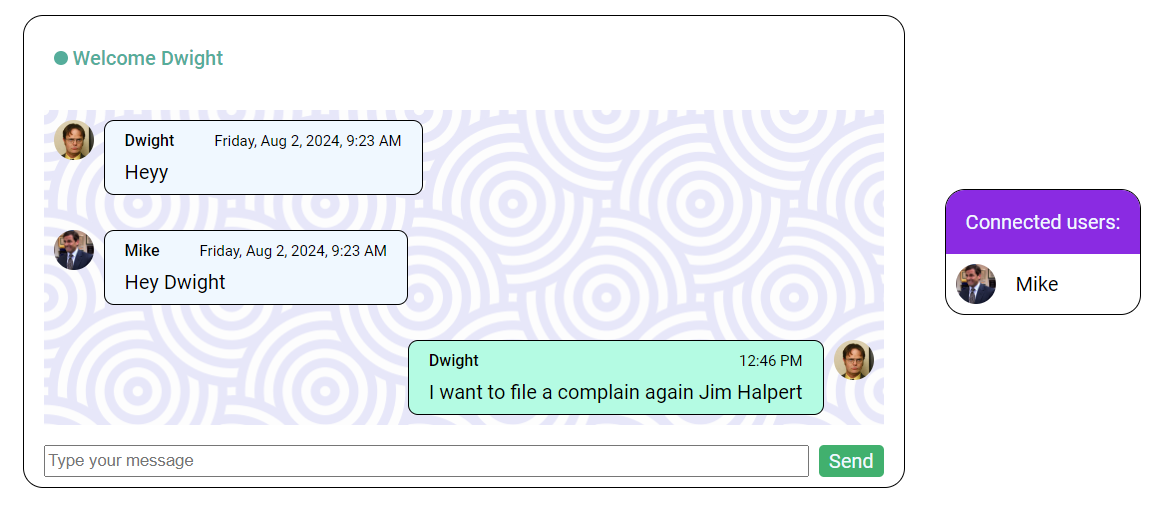 Welcome Dwight
Dwight Friday, Aug 2, 2024, 9:23 AM
Heyy
Mike Friday, Aug 2, 2024, 9:23 AM
Hey Dwight
Dwight 12:46 PM
I want to file a complain again Jim Halpert
Type your message
Send
Connected users:
Mike